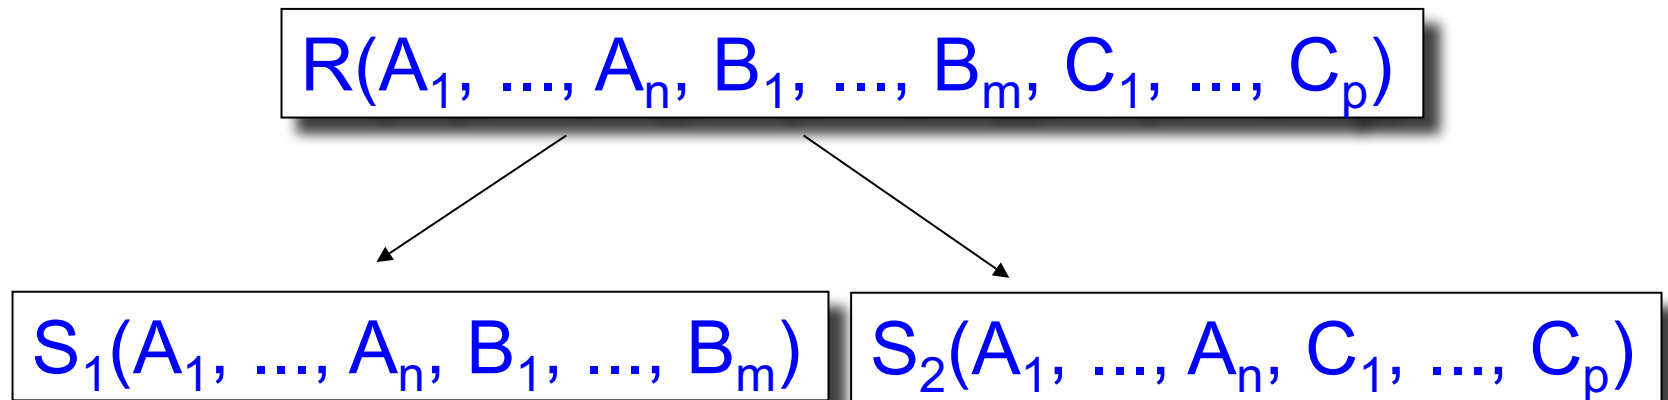 R(A₁, ..., Aₙ, B₁, ..., Bₘ, C₁, ..., Cₚ)
S₁(A₁, ..., Aₙ, B₁, ..., Bₘ) S₂(A₁, ..., Aₙ, C₁, ..., Cₚ)